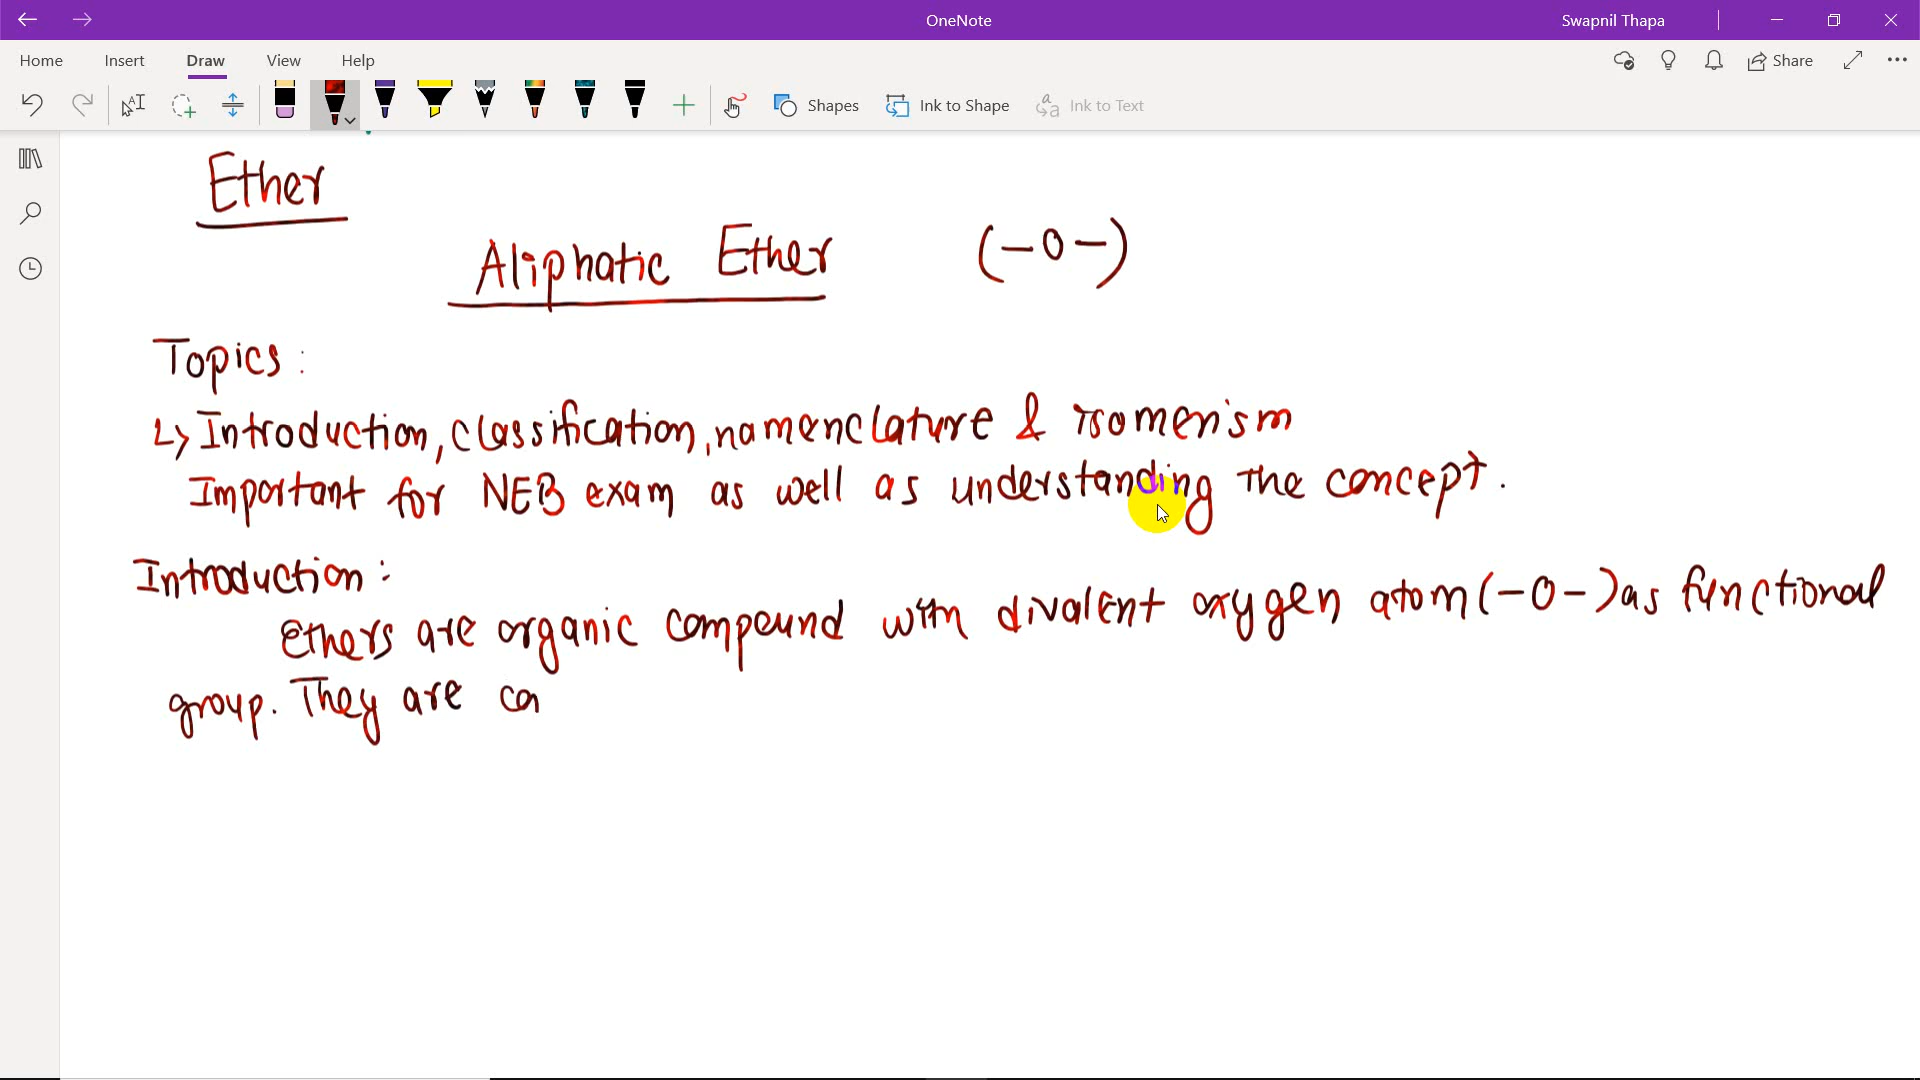 OneNote
Swapnil Thapa
Home Insert Draw View Help
Share
Shapes Ink to Shape Ink to Text
Ether
Aliphatic Ether (-O-)
Topics:
↳ Introduction, classification, nomenclature & isomerism
Important for NEB exam as well as understanding the concept.
Introduction:
Ethers are organic compound with divalent oxygen atom (-O-) as functional
group. They are ca